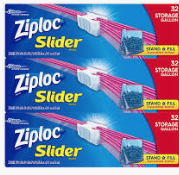 Ziploc
Slider
32
STORAGE
GALLON
STAND & FILL
Ziploc
Slider
32
STORAGE
GALLON
STAND & FILL
Ziploc
Slider
32
STORAGE
GALLON
STAND & FILL